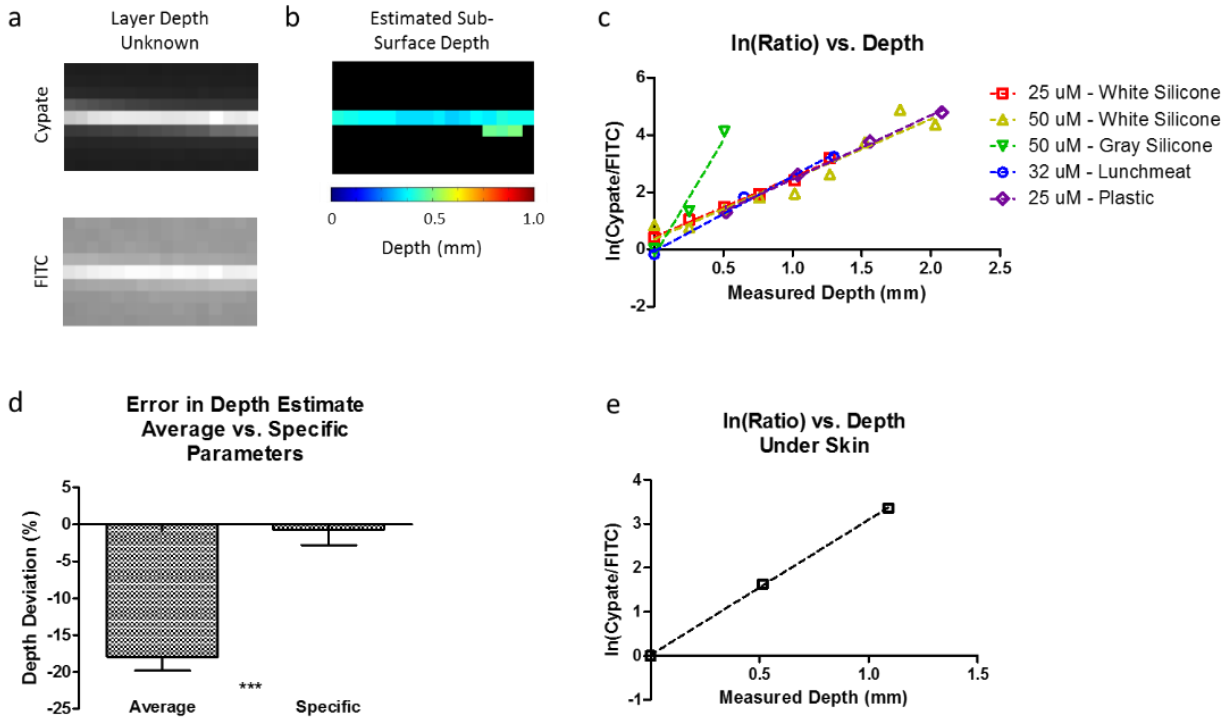 a
Layer Depth
Unknown
Cypate
FITC
b
Estimated Sub-
Surface Depth
0
0.5
1.0
Depth (mm)
c
ln(Ratio) vs. Depth
ln(Cypate/FITC)
6
4
2
0
-2
0.5
1.0
1.5
2.0
2.5
Measured Depth (mm)
25 uM - White Silicone
50 uM - White Silicone
50 uM - Gray Silicone
32 uM - Lunchmeat
25 uM - Plastic
d
Error in Depth Estimate
Average vs. Specific
Parameters
Depth Deviation (%)
5
0
-5
-10
-15
-20
-25
Average
***
Specific
e
ln(Ratio) vs. Depth
Under Skin
ln(Cypate/FITC)
4
3
2
1
0
-1
0.5
1.0
1.5
Measured Depth (mm)